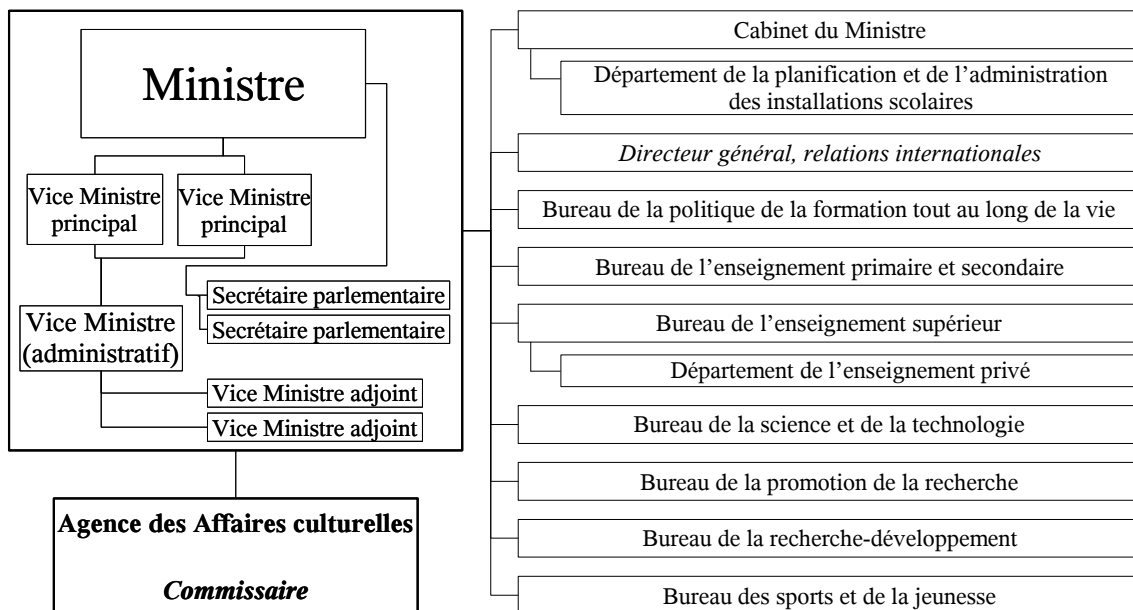 Ministre
Vice Ministre
principal
Vice Ministre
principal
Secrétaire parlementaire
Secrétaire parlementaire
Vice Ministre
(administratif)
Vice Ministre adjoint
Vice Ministre adjoint
Agence des Affaires culturelles
Commissaire
Cabinet du Ministre
Département de la planification et de l’administration
des installations scolaires
Directeur général, relations internationales
Bureau de la politique de la formation tout au long de la vie
Bureau de l’enseignement primaire et secondaire
Bureau de l’enseignement supérieur
Département de l’enseignement privé
Bureau de la science et de la technologie
Bureau de la promotion de la recherche
Bureau de la recherche-développement
Bureau des sports et de la jeunesse